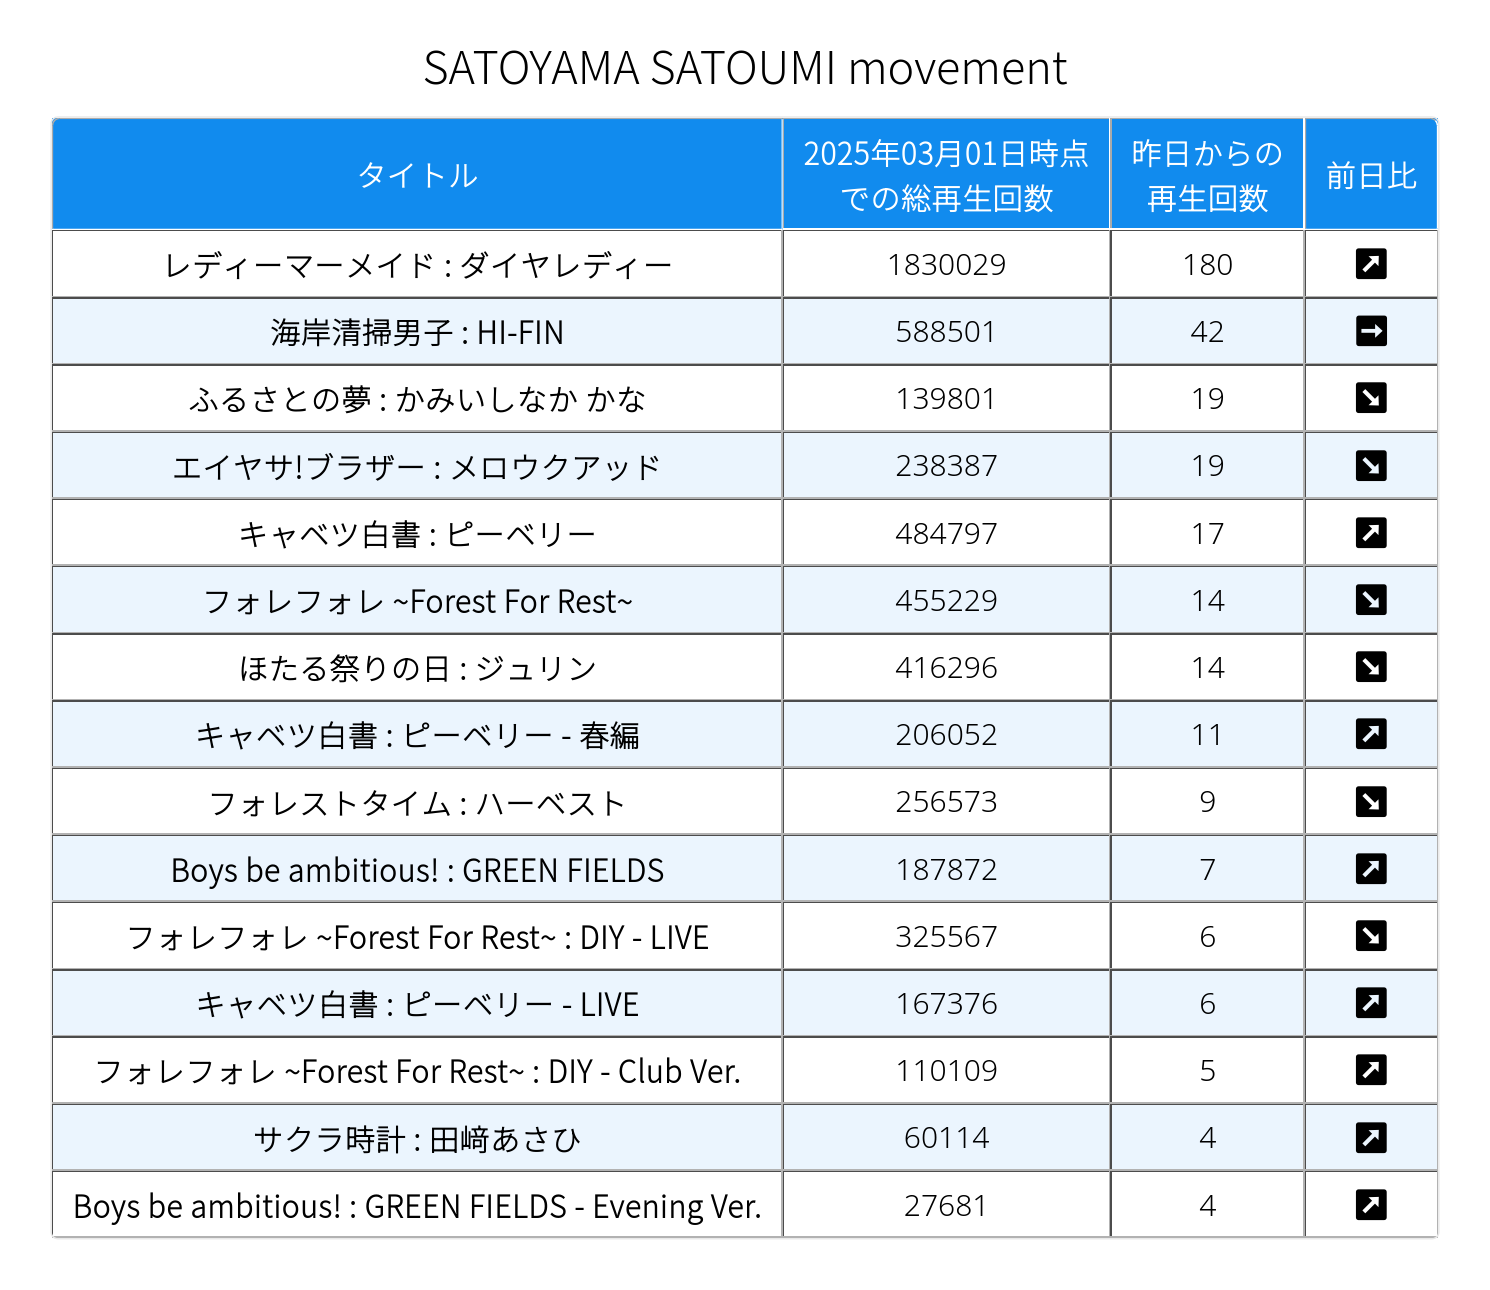 SATOYAMA SATOUMI movement
タイトル 2025年03月01日時点での総再生回数 昨日からの再生回数 前日比
レディーマーメイド : ダイヤレディー 1830029 180 ↗
海岸清掃男子 : HI-FIN 588501 42 →
ふるさとの夢 : かみいしなか かな 139801 19 ↘
エイヤサ!ブラザー : メロウクアッド 238387 19 ↘
キャベツ白書 : ピーベリー 484797 17 ↗
フォレフォレ ~Forest For Rest~ 455229 14 ↘
ほたる祭りの日 : ジュリン 416296 14 ↘
キャベツ白書 : ピーベリー - 春編 206052 11 ↗
フォレストタイム : ハーベスト 256573 9 ↘
Boys be ambitious! : GREEN FIELDS 187872 7 ↗
フォレフォレ ~Forest For Rest~ : DIY - LIVE 325567 6 ↘
キャベツ白書 : ピーベリー - LIVE 167376 6 ↗
フォレフォレ ~Forest For Rest~ : DIY - Club Ver. 110109 5 ↗
サクラ時計 : 田﨑あさひ 60114 4 ↗
Boys be ambitious! : GREEN FIELDS - Evening Ver. 27681 4 ↗